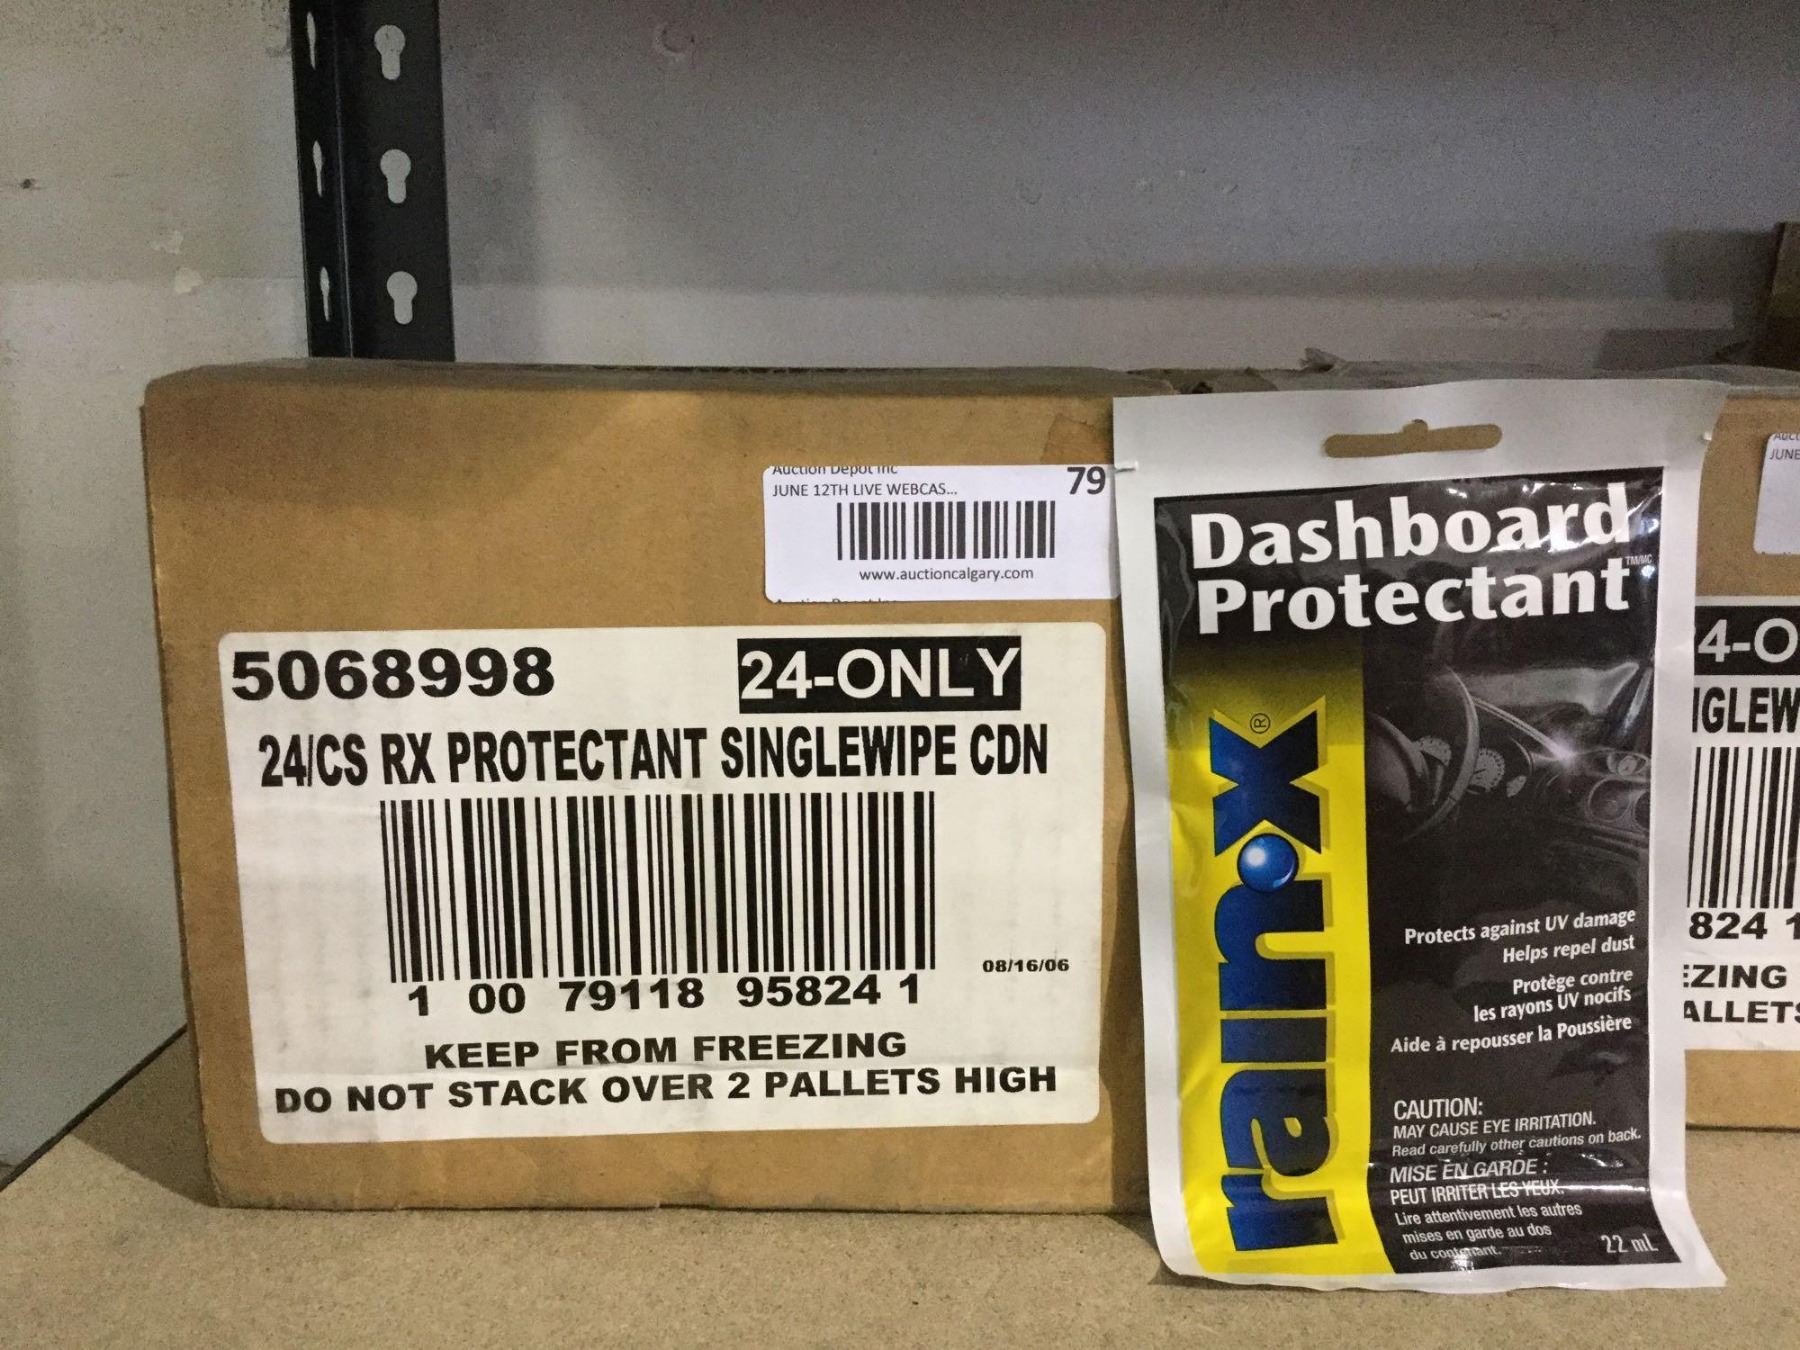 Auction Depot Inc
JUNE 12TH LIVE WEBCAS...
79
www.auctioncalgary.com
5068998
24-ONLY
24/CS RX PROTECTANT SINGLEWIPE CDN
08/16/06
1 00 79118 95824 1
KEEP FROM FREEZING
DO NOT STACK OVER 2 PALLETS HIGH
Dashboard
Protectant TM/MC
rain-x®
Protects against UV damage
Helps repel dust
Protège contre
les rayons UV nocifs
Aide à repousser la Poussière
CAUTION:
MAY CAUSE EYE IRRITATION.
Read carefully other cautions on back.
MISE EN GARDE :
PEUT IRRITER LES YEUX.
Lire attentivement les autres
mises en garde au dos
du contenant.
22 mL
JUNE
4-O
IGLEW
824 1
EZING
ALLETS